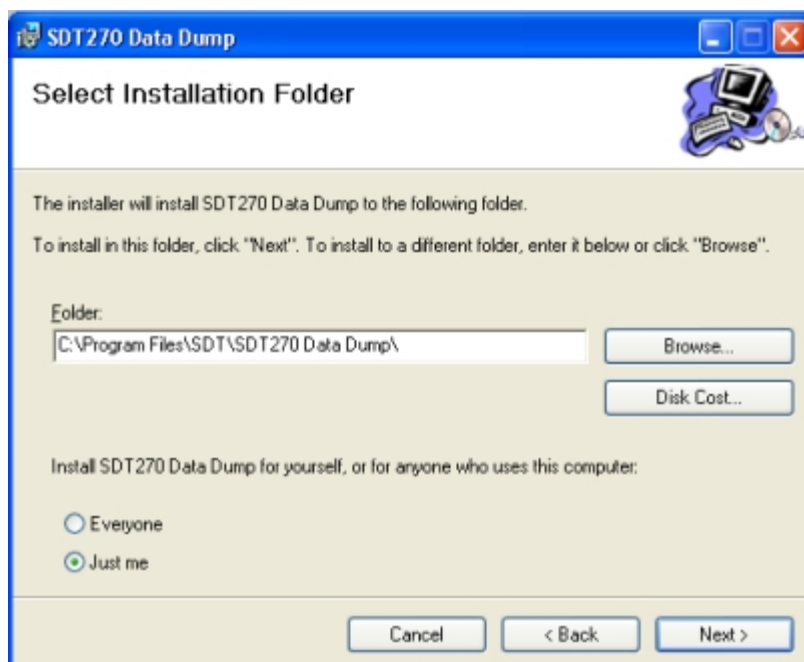 SDT270 Data Dump
Select Installation Folder
The installer will install SDT270 Data Dump to the following folder.
To install in this folder, click "Next". To install to a different folder, enter it below or click "Browse".
Folder:
C:\Program Files\SDT\SDT270 Data Dump\
Browse...
Disk Cost...
Install SDT270 Data Dump for yourself, or for anyone who uses this computer:
Everyone
Just me
Cancel
< Back
Next >